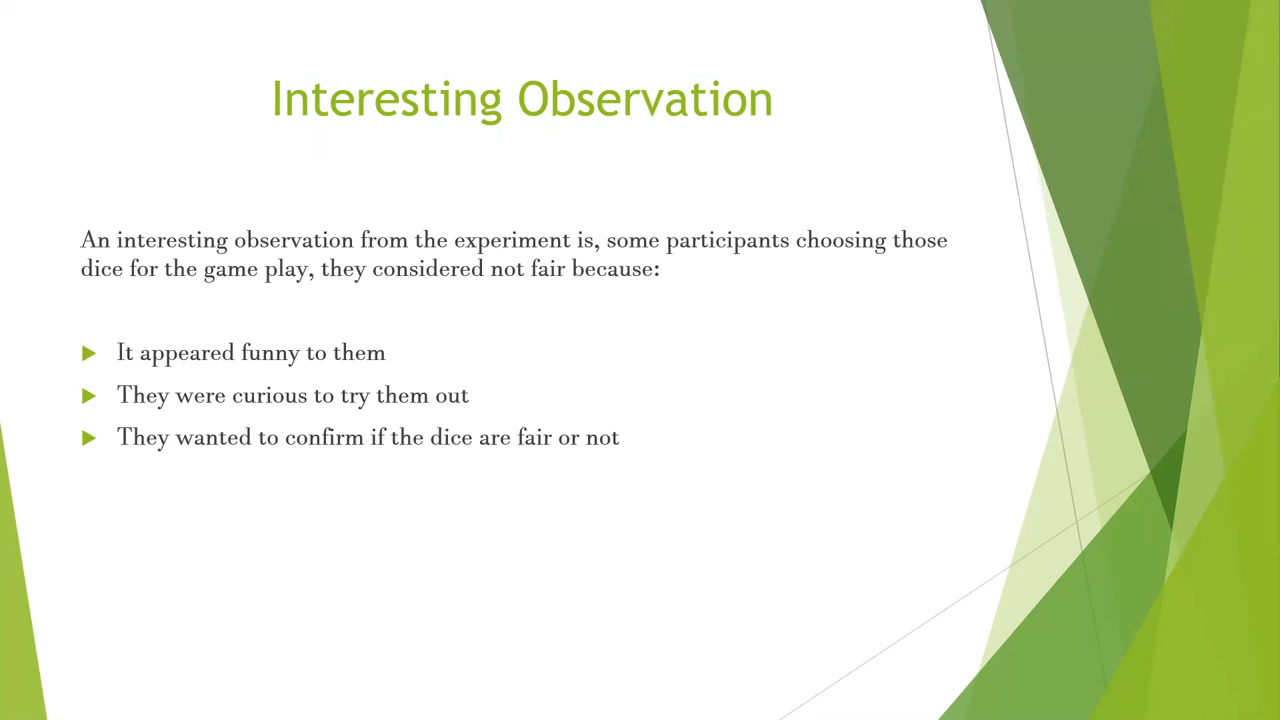 Interesting Observation
An interesting observation from the experiment is, some participants choosing those
dice for the game play, they considered not fair because:
It appeared funny to them
They were curious to try them out
They wanted to confirm if the dice are fair or not